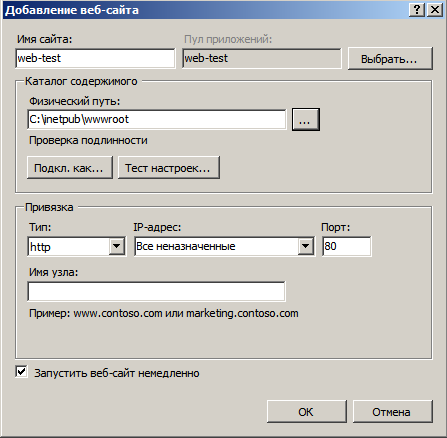 Добавление веб-сайта
Имя сайта: Пул приложений:
web-test web-test Выбрать...
Каталог содержимого
Физический путь:
C:\inetpub\wwwroot ...
Проверка подлинности
Подкл. как... Тест настроек...
Привязка
Тип: IP-адрес: Порт:
http Все неназначенные 80
Имя узла:
Пример: www.contoso.com или marketing.contoso.com
Запустить веб-сайт немедленно
ОК Отмена